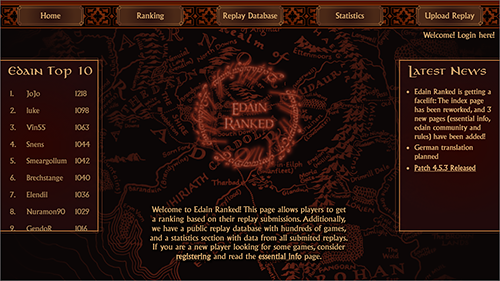 Home
Ranking
Replay Database
Statistics
Upload Replay
Welcome! Login here!
Edain Top 10
1. JoJo 1218
2. luke 1098
3. VinSS 1063
4. Snens 1044
5. Smeargollum 1042
6. Brechstange 1040
7. Elendil 1036
8. Nuramon90 1029
9. GendoR 1016
Edain
Ranked
Latest News
Edain Ranked is getting a
facelift: The index page
has been reworked, and 3
new pages (essential info,
edain community and
rules) have been added!
German translation
planned
Patch 4.5.3 Released
Welcome to Edain Ranked! This page allows players to get
a ranking based on their replay submissions. Additionally,
we have a public replay database with hundreds of games,
and a statistics section with data from all submited replays.
If you are a new player looking for some games, consider
registering and read the essential info page.
Tharbad
ROHAN